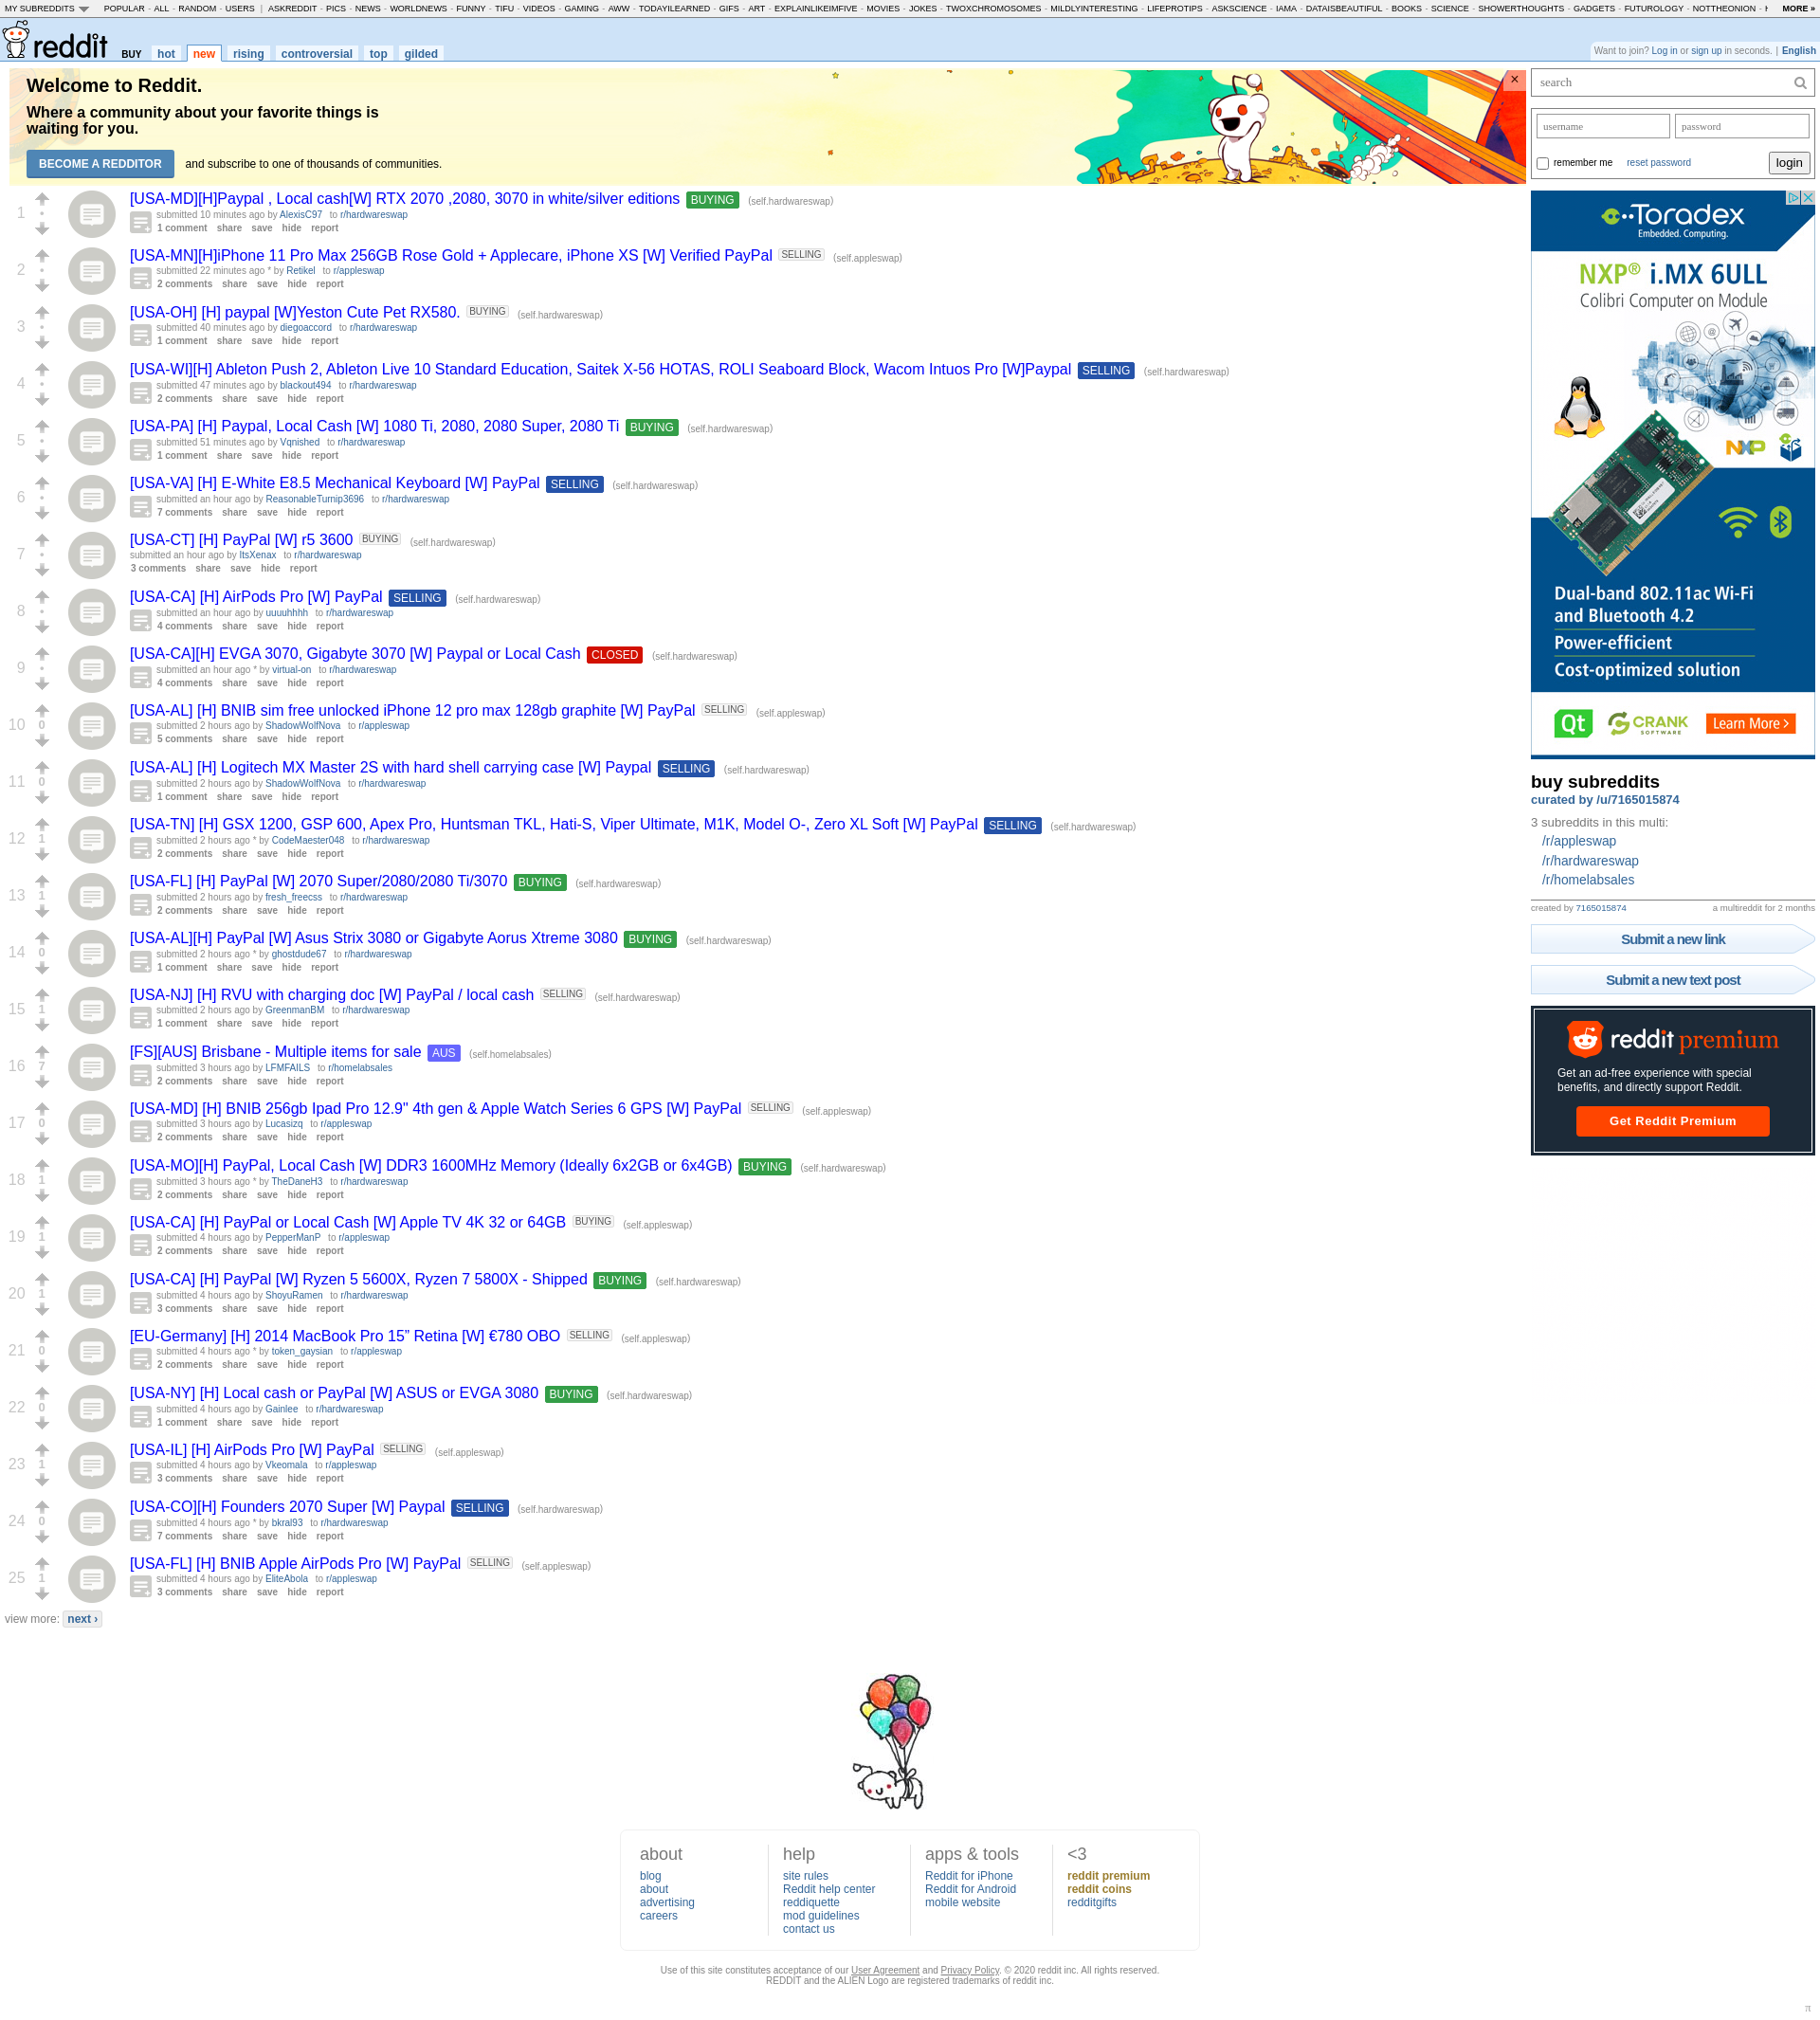 MY SUBREDDITS POPULAR - ALL - RANDOM - USERS | ASKREDDIT - PICS - NEWS - WORLDNEWS - FUNNY - TIFU - VIDEOS - GAMING - AWW - TODAYILEARNED - GIFS - ART - EXPLAINLIKEIMFIVE - MOVIES - JOKES - TWOXCHROMOSOMES - MILDLYINTERESTING - LIFEPROTIPS - ASKSCIENCE - IAMA - DATAISBEAUTIFUL - BOOKS - SCIENCE - SHOWERTHOUGHTS - GADGETS - FUTUROLOGY - NOTTHEONION - MORE »
reddit BUY hot new rising controversial top gilded
Want to join? Log in or sign up in seconds. | English
Welcome to Reddit.
Where a community about your favorite things is
waiting for you.
BECOME A REDDITOR and subscribe to one of thousands of communities.
×
1
[USA-MD][H]Paypal , Local cash[W] RTX 2070 ,2080, 3070 in white/silver editions BUYING (self.hardwareswap)
submitted 10 minutes ago by AlexisC97 to r/hardwareswap
1 comment share save hide report
2
[USA-MN][H]iPhone 11 Pro Max 256GB Rose Gold + Applecare, iPhone XS [W] Verified PayPal SELLING (self.appleswap)
submitted 22 minutes ago * by Retikel to r/appleswap
2 comments share save hide report
3
[USA-OH] [H] paypal [W]Yeston Cute Pet RX580. BUYING (self.hardwareswap)
submitted 40 minutes ago by diegoaccord to r/hardwareswap
1 comment share save hide report
4
[USA-WI][H] Ableton Push 2, Ableton Live 10 Standard Education, Saitek X-56 HOTAS, ROLI Seaboard Block, Wacom Intuos Pro [W]Paypal SELLING (self.hardwareswap)
submitted 47 minutes ago by blackout494 to r/hardwareswap
2 comments share save hide report
5
[USA-PA] [H] Paypal, Local Cash [W] 1080 Ti, 2080, 2080 Super, 2080 Ti BUYING (self.hardwareswap)
submitted 51 minutes ago by Vqnished to r/hardwareswap
1 comment share save hide report
6
[USA-VA] [H] E-White E8.5 Mechanical Keyboard [W] PayPal SELLING (self.hardwareswap)
submitted an hour ago by ReasonableTurnip3696 to r/hardwareswap
7 comments share save hide report
7
[USA-CT] [H] PayPal [W] r5 3600 BUYING (self.hardwareswap)
submitted an hour ago by ItsXenax to r/hardwareswap
3 comments share save hide report
8
[USA-CA] [H] AirPods Pro [W] PayPal SELLING (self.hardwareswap)
submitted an hour ago by uuuuhhhh to r/hardwareswap
4 comments share save hide report
9
[USA-CA][H] EVGA 3070, Gigabyte 3070 [W] Paypal or Local Cash CLOSED (self.hardwareswap)
submitted an hour ago * by virtual-on to r/hardwareswap
4 comments share save hide report
10 0
[USA-AL] [H] BNIB sim free unlocked iPhone 12 pro max 128gb graphite [W] PayPal SELLING (self.appleswap)
submitted 2 hours ago by ShadowWolfNova to r/appleswap
5 comments share save hide report
11 0
[USA-AL] [H] Logitech MX Master 2S with hard shell carrying case [W] Paypal SELLING (self.hardwareswap)
submitted 2 hours ago by ShadowWolfNova to r/hardwareswap
1 comment share save hide report
12 1
[USA-TN] [H] GSX 1200, GSP 600, Apex Pro, Huntsman TKL, Hati-S, Viper Ultimate, M1K, Model O-, Zero XL Soft [W] PayPal SELLING (self.hardwareswap)
submitted 2 hours ago * by CodeMaester048 to r/hardwareswap
2 comments share save hide report
13 1
[USA-FL] [H] PayPal [W] 2070 Super/2080/2080 Ti/3070 BUYING (self.hardwareswap)
submitted 2 hours ago by fresh_freecss to r/hardwareswap
2 comments share save hide report
14 0
[USA-AL][H] PayPal [W] Asus Strix 3080 or Gigabyte Aorus Xtreme 3080 BUYING (self.hardwareswap)
submitted 2 hours ago * by ghostdude67 to r/hardwareswap
1 comment share save hide report
15 1
[USA-NJ] [H] RVU with charging doc [W] PayPal / local cash SELLING (self.hardwareswap)
submitted 2 hours ago by GreenmanBM to r/hardwareswap
1 comment share save hide report
16 7
[FS][AUS] Brisbane - Multiple items for sale AUS (self.homelabsales)
submitted 3 hours ago by LFMFAILS to r/homelabsales
2 comments share save hide report
17 0
[USA-MD] [H] BNIB 256gb Ipad Pro 12.9" 4th gen & Apple Watch Series 6 GPS [W] PayPal SELLING (self.appleswap)
submitted 3 hours ago by Lucasizq to r/appleswap
2 comments share save hide report
18 1
[USA-MO][H] PayPal, Local Cash [W] DDR3 1600MHz Memory (Ideally 6x2GB or 6x4GB) BUYING (self.hardwareswap)
submitted 3 hours ago * by TheDaneH3 to r/hardwareswap
2 comments share save hide report
19 1
[USA-CA] [H] PayPal or Local Cash [W] Apple TV 4K 32 or 64GB BUYING (self.appleswap)
submitted 4 hours ago by PepperManP to r/appleswap
2 comments share save hide report
20 1
[USA-CA] [H] PayPal [W] Ryzen 5 5600X, Ryzen 7 5800X - Shipped BUYING (self.hardwareswap)
submitted 4 hours ago by ShoyuRamen to r/hardwareswap
3 comments share save hide report
21 0
[EU-Germany] [H] 2014 MacBook Pro 15” Retina [W] €780 OBO SELLING (self.appleswap)
submitted 4 hours ago * by token_gaysian to r/appleswap
2 comments share save hide report
22 0
[USA-NY] [H] Local cash or PayPal [W] ASUS or EVGA 3080 BUYING (self.hardwareswap)
submitted 4 hours ago by Gainlee to r/hardwareswap
1 comment share save hide report
23 1
[USA-IL] [H] AirPods Pro [W] PayPal SELLING (self.appleswap)
submitted 4 hours ago by Vkeomala to r/appleswap
3 comments share save hide report
24 0
[USA-CO][H] Founders 2070 Super [W] Paypal SELLING (self.hardwareswap)
submitted 4 hours ago * by bkral93 to r/hardwareswap
7 comments share save hide report
25 1
[USA-FL] [H] BNIB Apple AirPods Pro [W] PayPal SELLING (self.appleswap)
submitted 4 hours ago by EliteAbola to r/appleswap
3 comments share save hide report
view more: next ›
search
username password
remember me reset password login
Toradex
Embedded. Computing.
NXP® i.MX 6ULL
Colibri Computer on Module
NXP
Dual-band 802.11ac Wi-Fi
and Bluetooth 4.2
Power-efficient
Cost-optimized solution
Qt CRANK SOFTWARE Learn More >
buy subreddits
curated by /u/7165015874
3 subreddits in this multi:
/r/appleswap
/r/hardwareswap
/r/homelabsales
created by 7165015874 a multireddit for 2 months
Submit a new link
Submit a new text post
reddit premium
Get an ad-free experience with special
benefits, and directly support Reddit.
Get Reddit Premium
about
blog
about
advertising
careers
help
site rules
Reddit help center
reddiquette
mod guidelines
contact us
apps & tools
Reddit for iPhone
Reddit for Android
mobile website
<3
reddit premium
reddit coins
redditgifts
Use of this site constitutes acceptance of our User Agreement and Privacy Policy. © 2020 reddit inc. All rights reserved.
REDDIT and the ALIEN Logo are registered trademarks of reddit inc.
π